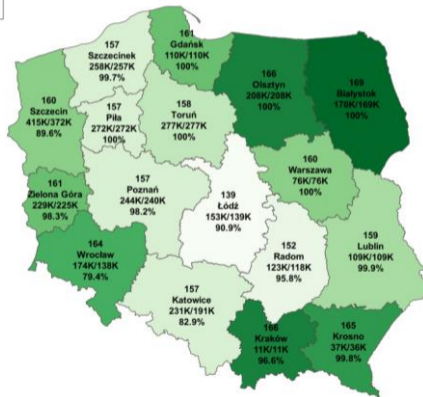 157
Szczecinek
258K/257K
99.7%
161
Gdańsk
110K/110K
100%
166
Olsztyn
208K/208K
100%
169
Białystok
170K/169K
100%
160
Szczecin
415K/372K
89.6%
157
Piła
272K/272K
100%
158
Toruń
277K/277K
100%
160
Warszawa
76K/76K
100%
161
Zielona Góra
229K/225K
98.3%
157
Poznań
244K/240K
98.2%
139
Łódź
153K/139K
90.9%
159
Lublin
109K/109K
99.9%
164
Wrocław
174K/138K
79.4%
152
Radom
123K/118K
95.8%
157
Katowice
231K/191K
82.9%
166
Kraków
11K/11K
96.6%
165
Krosno
37K/36K
99.8%